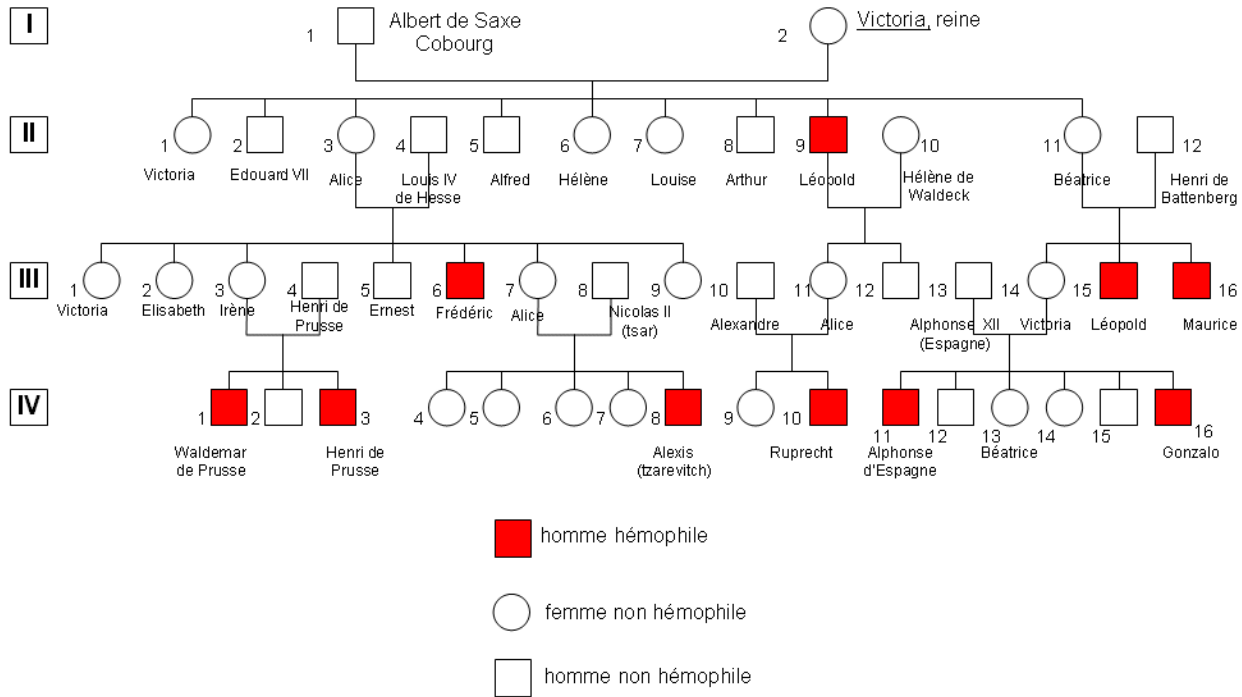 I
1
Albert de Saxe
Cobourg
2
Victoria, reine
II
1
2
3
4
5
6
7
8
9
10
11
12
Victoria
Edouard VII
Alice
Louis IV
de Hesse
Alfred
Hélène
Louise
Arthur
Léopold
Hélène de
Waldeck
Béatrice
Henri de
Battenberg
III
1
2
3
4
5
6
7
8
9
10
11
12
13
14
15
16
Victoria
Elisabeth
Irène
Henri de
Prusse
Ernest
Frédéric
Alice
Nicolas II
(tsar)
Alexandre
Alice
Alphonse XII
(Espagne)
Victoria
Léopold
Maurice
IV
1
2
3
4
5
6
7
8
9
10
11
12
13
14
15
16
Waldemar
de Prusse
Henri de
Prusse
Alexis
(tzarevitch)
Ruprecht
Alphonse
d'Espagne
Béatrice
Gonzalo
homme hémophile
femme non hémophile
homme non hémophile